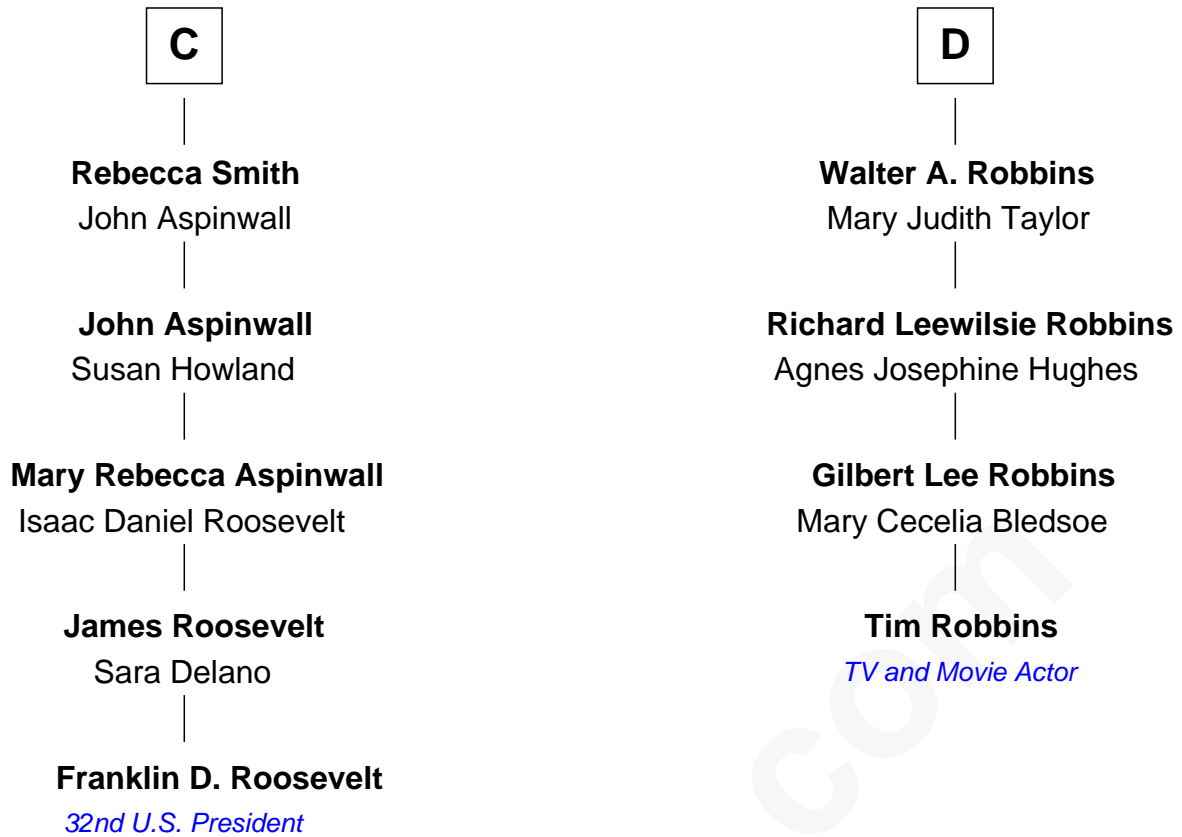 C
Rebecca Smith
John Aspinwall
John Aspinwall
Susan Howland
Mary Rebecca Aspinwall
Isaac Daniel Roosevelt
James Roosevelt
Sara Delano
Franklin D. Roosevelt
32nd U.S. President
D
Walter A. Robbins
Mary Judith Taylor
Richard Leewilsie Robbins
Agnes Josephine Hughes
Gilbert Lee Robbins
Mary Cecelia Bledsoe
Tim Robbins
TV and Movie Actor
com